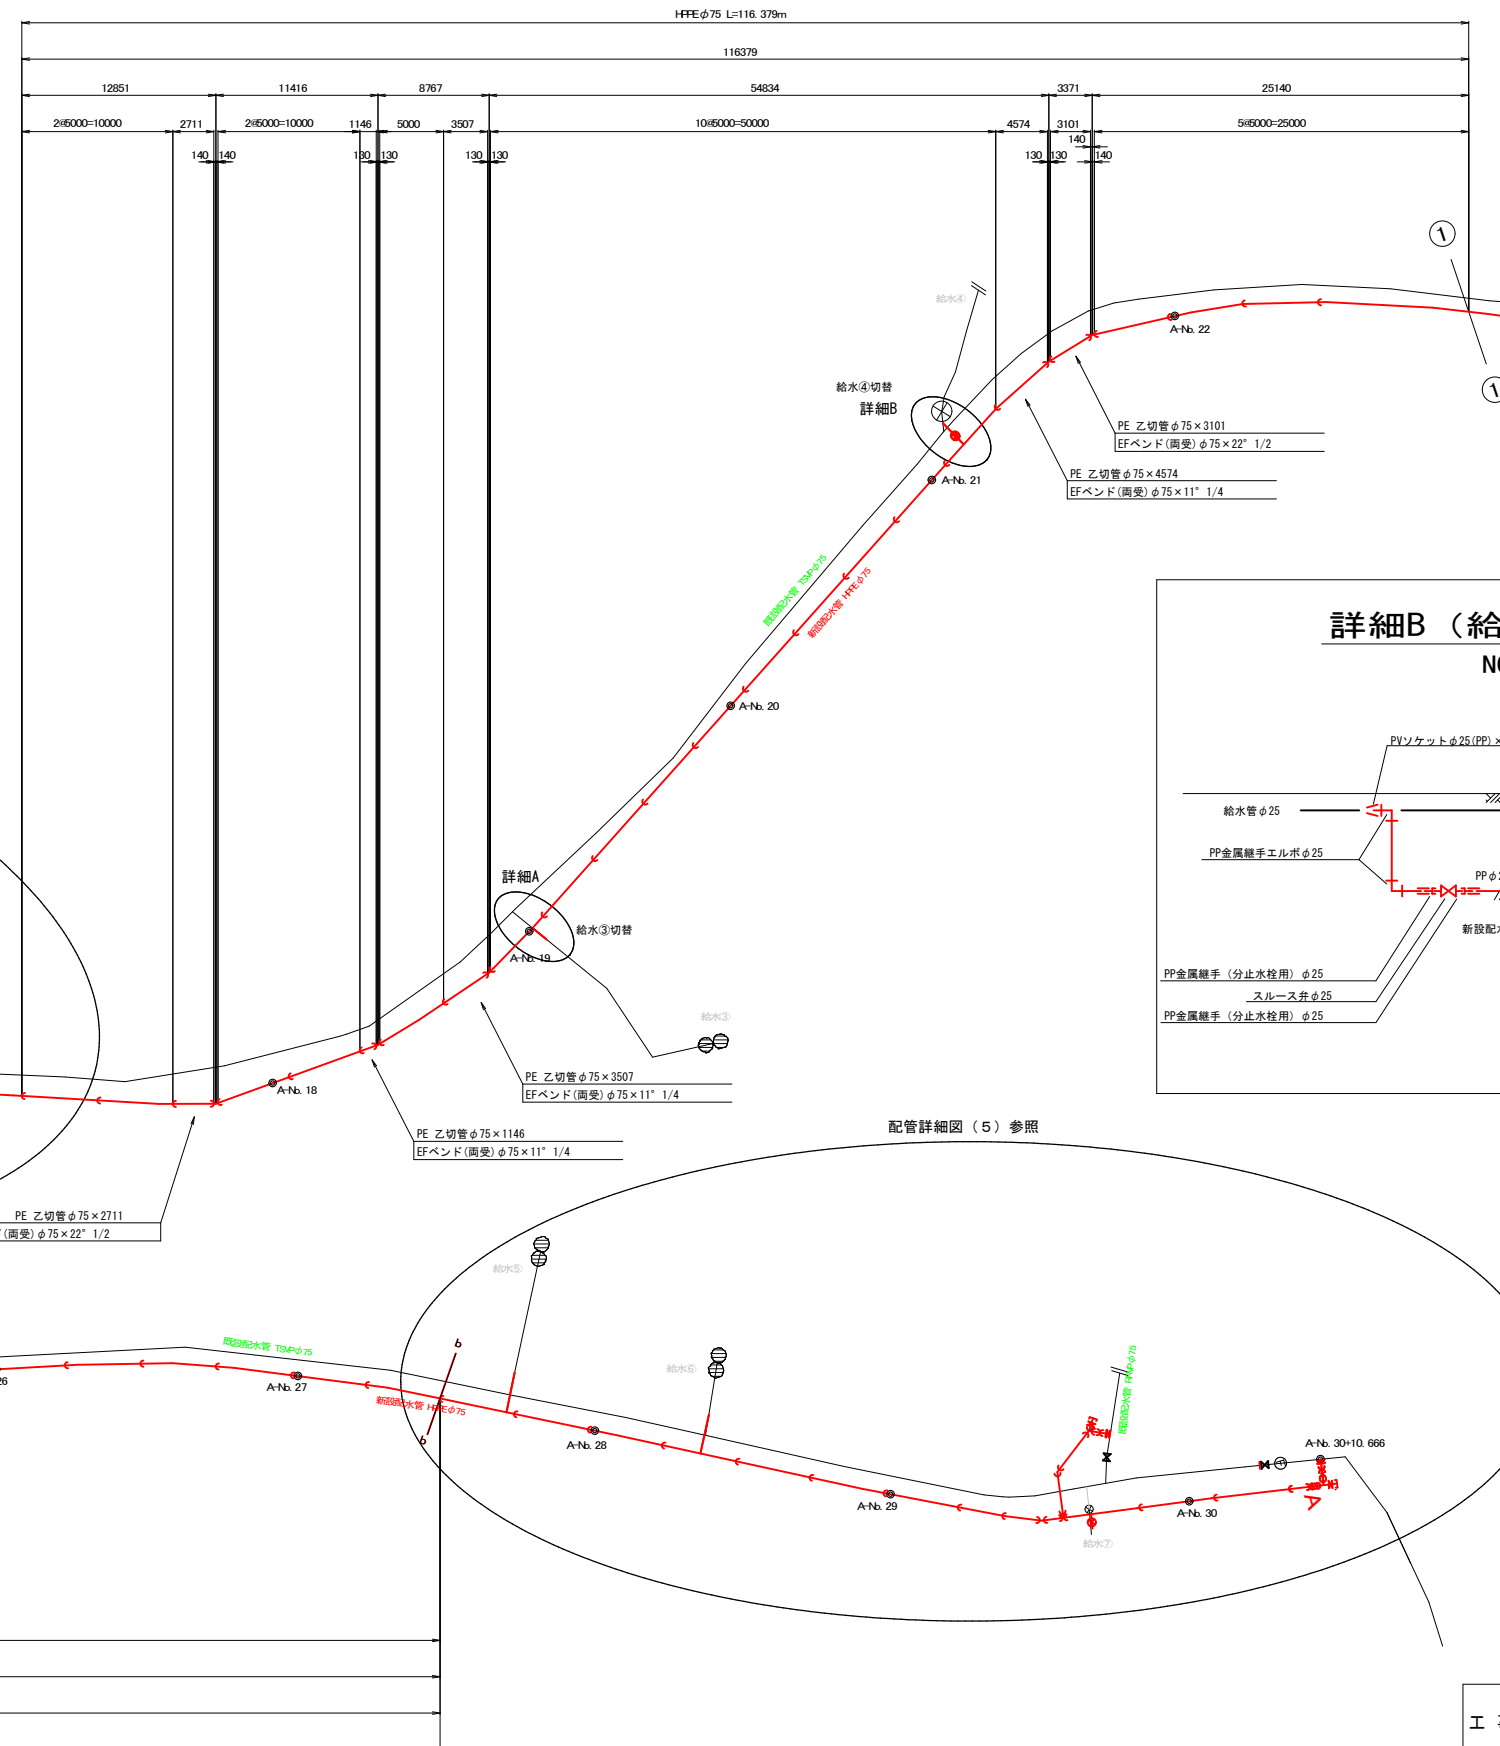 HPPEφ75 L=116.379m
116379
12851
11416
8767
54834
3371
25140
2@5000=10000
2711
2@5000=10000
1146
5000
3507
10@5000=50000
4574
3101
5@5000=25000
140
140
140
130
130
130
130
130
130
140
①
給水④
A-No. 22
給水④切替
詳細B
PE 乙切管φ75×3101
EFベンド(両受)φ75×22° 1/2
PE 乙切管φ75×4574
EFベンド(両受)φ75×11° 1/4
A-No. 21
既設配水管 TSVPφ75
新設配水管 HPPEφ75
A-No. 20
詳細B（給
PVソケットφ25(PP)×
給水管φ25
PP金属継手エルボφ25
PPφ2
新設配水
PP金属継手（分止水栓用）φ25
スルース弁φ25
PP金属継手（分止水栓用）φ25
詳細A
給水③切替
A-No. 19
給水③
A-No. 18
PE 乙切管φ75×3507
EFベンド(両受)φ75×11° 1/4
PE 乙切管φ75×1146
EFベンド(両受)φ75×11° 1/4
配管詳細図（5）参照
PE 乙切管φ75×2711
(両受)φ75×22° 1/2
給水⑤
既設配水管 TSVPφ75
b
給水⑥
26
A-No. 27
新設配水管 HPPEφ75
b
A-No. 28
A-No. 30+10.666
A-No. 29
A-No. 30
A
給水⑦
工